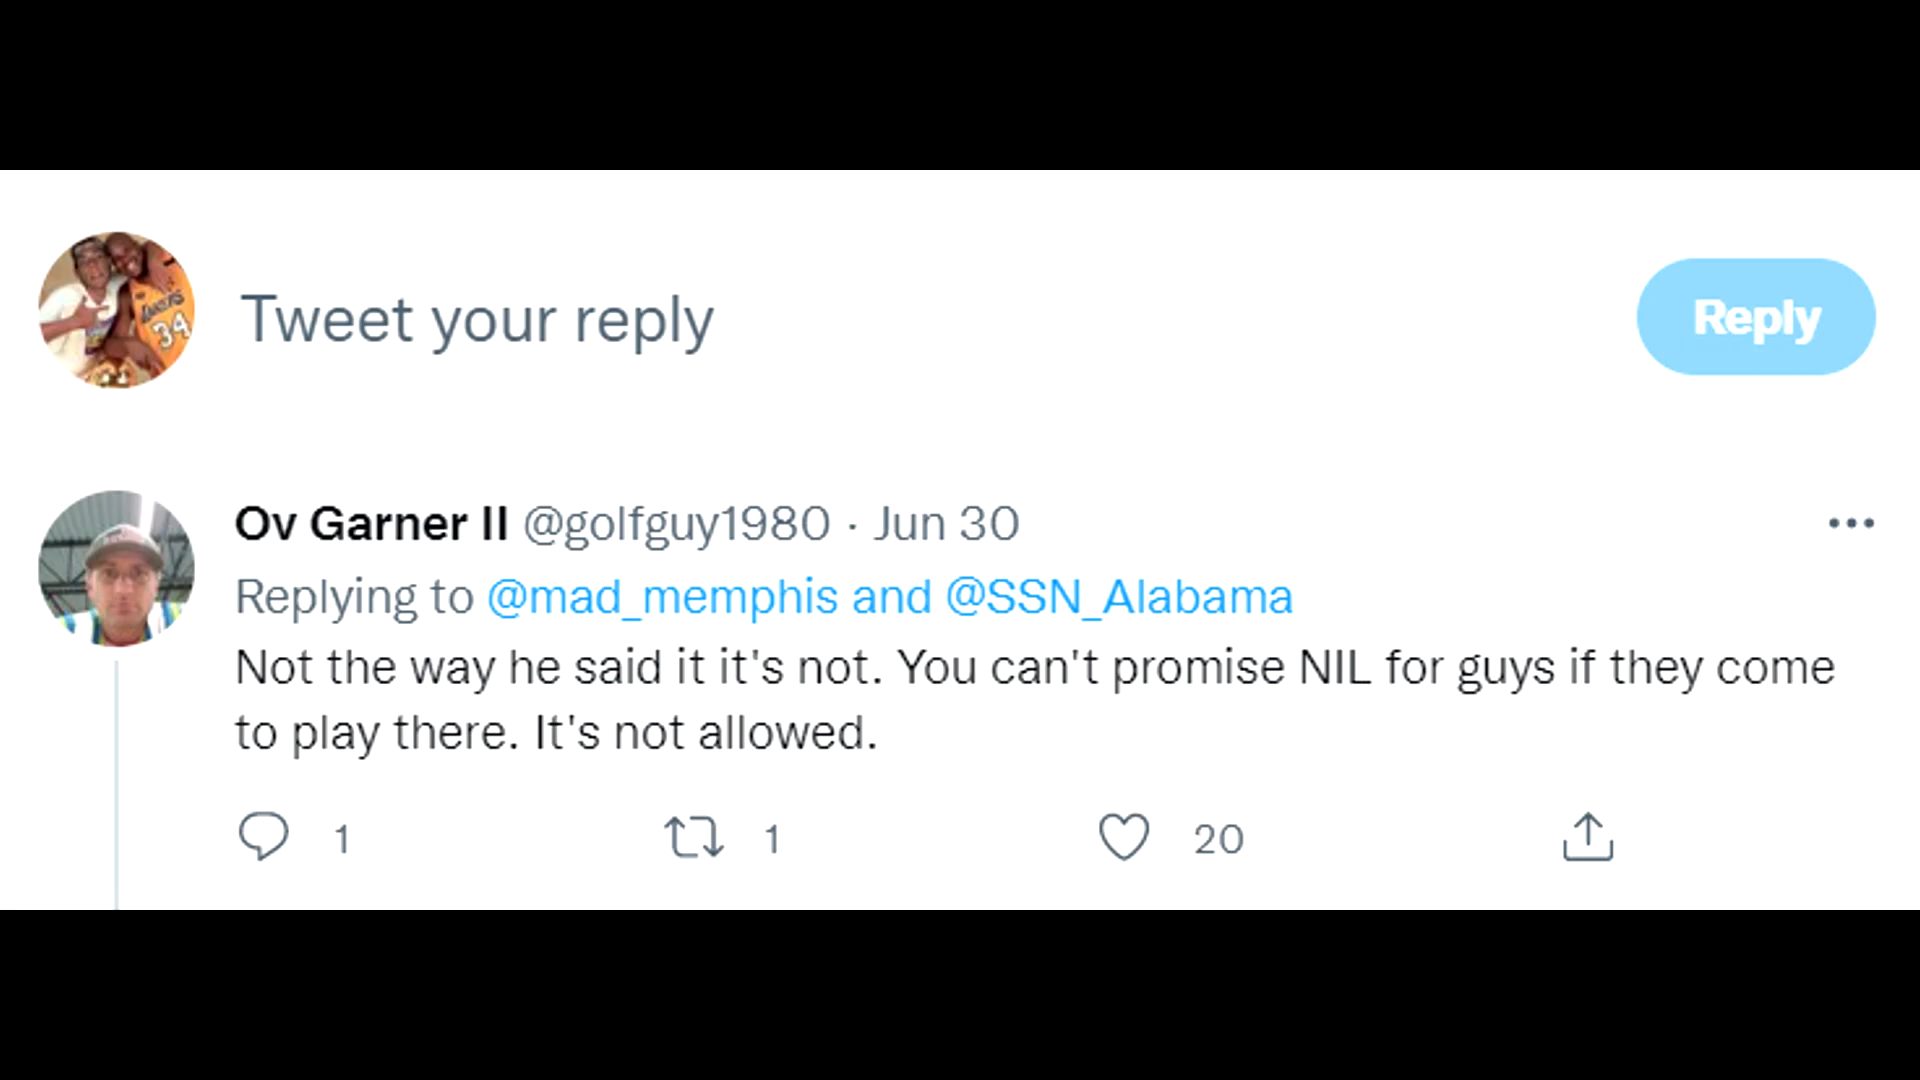 LAKERS
34
Tweet your reply
Reply
Ov Garner II @golfguy1980 · Jun 30
Replying to @mad_memphis and @SSN_Alabama
Not the way he said it it's not. You can't promise NIL for guys if they come
to play there. It's not allowed.
1 1 20